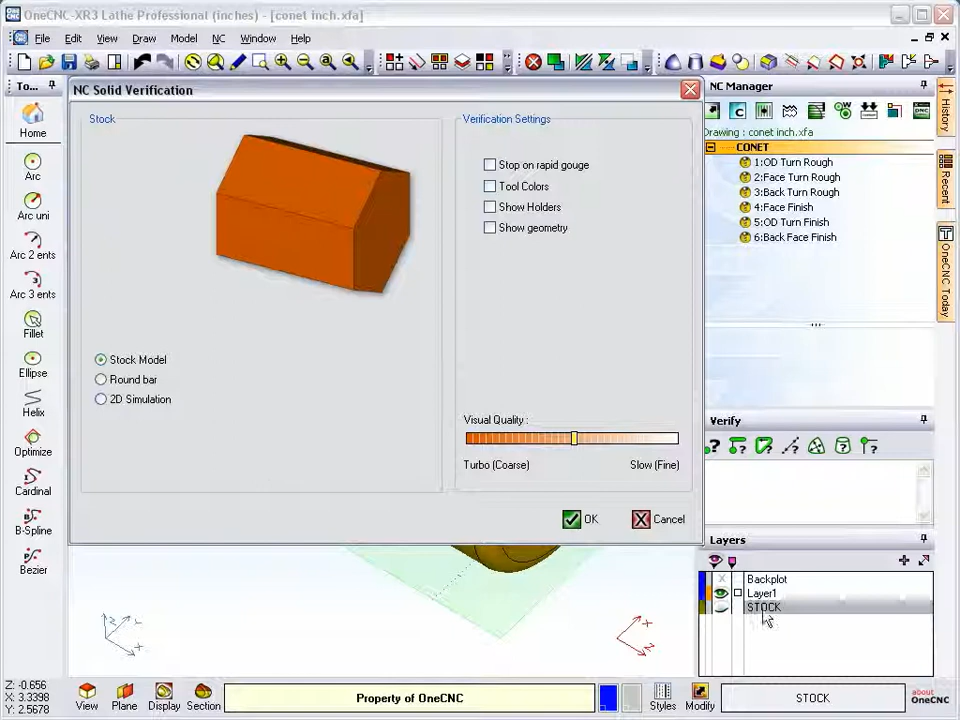 OneCNC-XR3 Lathe Professional (inches) - [conet inch.xfa]
File Edit View Draw Model NC Window Help
To...
Home
Arc
Arc uni
Arc 2 ents
Arc 3 ents
Fillet
Ellipse
Helix
Optimize
Cardinal
B-Spline
Bezier
NC Solid Verification
Stock
Stock Model
Round bar
2D Simulation
Verification Settings
Stop on rapid gouge
Tool Colors
Show Holders
Show geometry
Visual Quality :
Turbo (Coarse) Slow (Fine)
OK Cancel
NC Manager
Drawing : conet inch.xfa
CONET
1:OD Turn Rough
2:Face Turn Rough
3:Back Turn Rough
4:Face Finish
5:OD Turn Finish
6:Back Face Finish
Verify
Layers
Backplot
Layer1
STOCK
History
Recent
OneCNC Today
Z: -0.656
X: 3.3398
Y: 2.5678
View Plane Display Section
Property of OneCNC
Styles Modify
STOCK
about
OneCNC